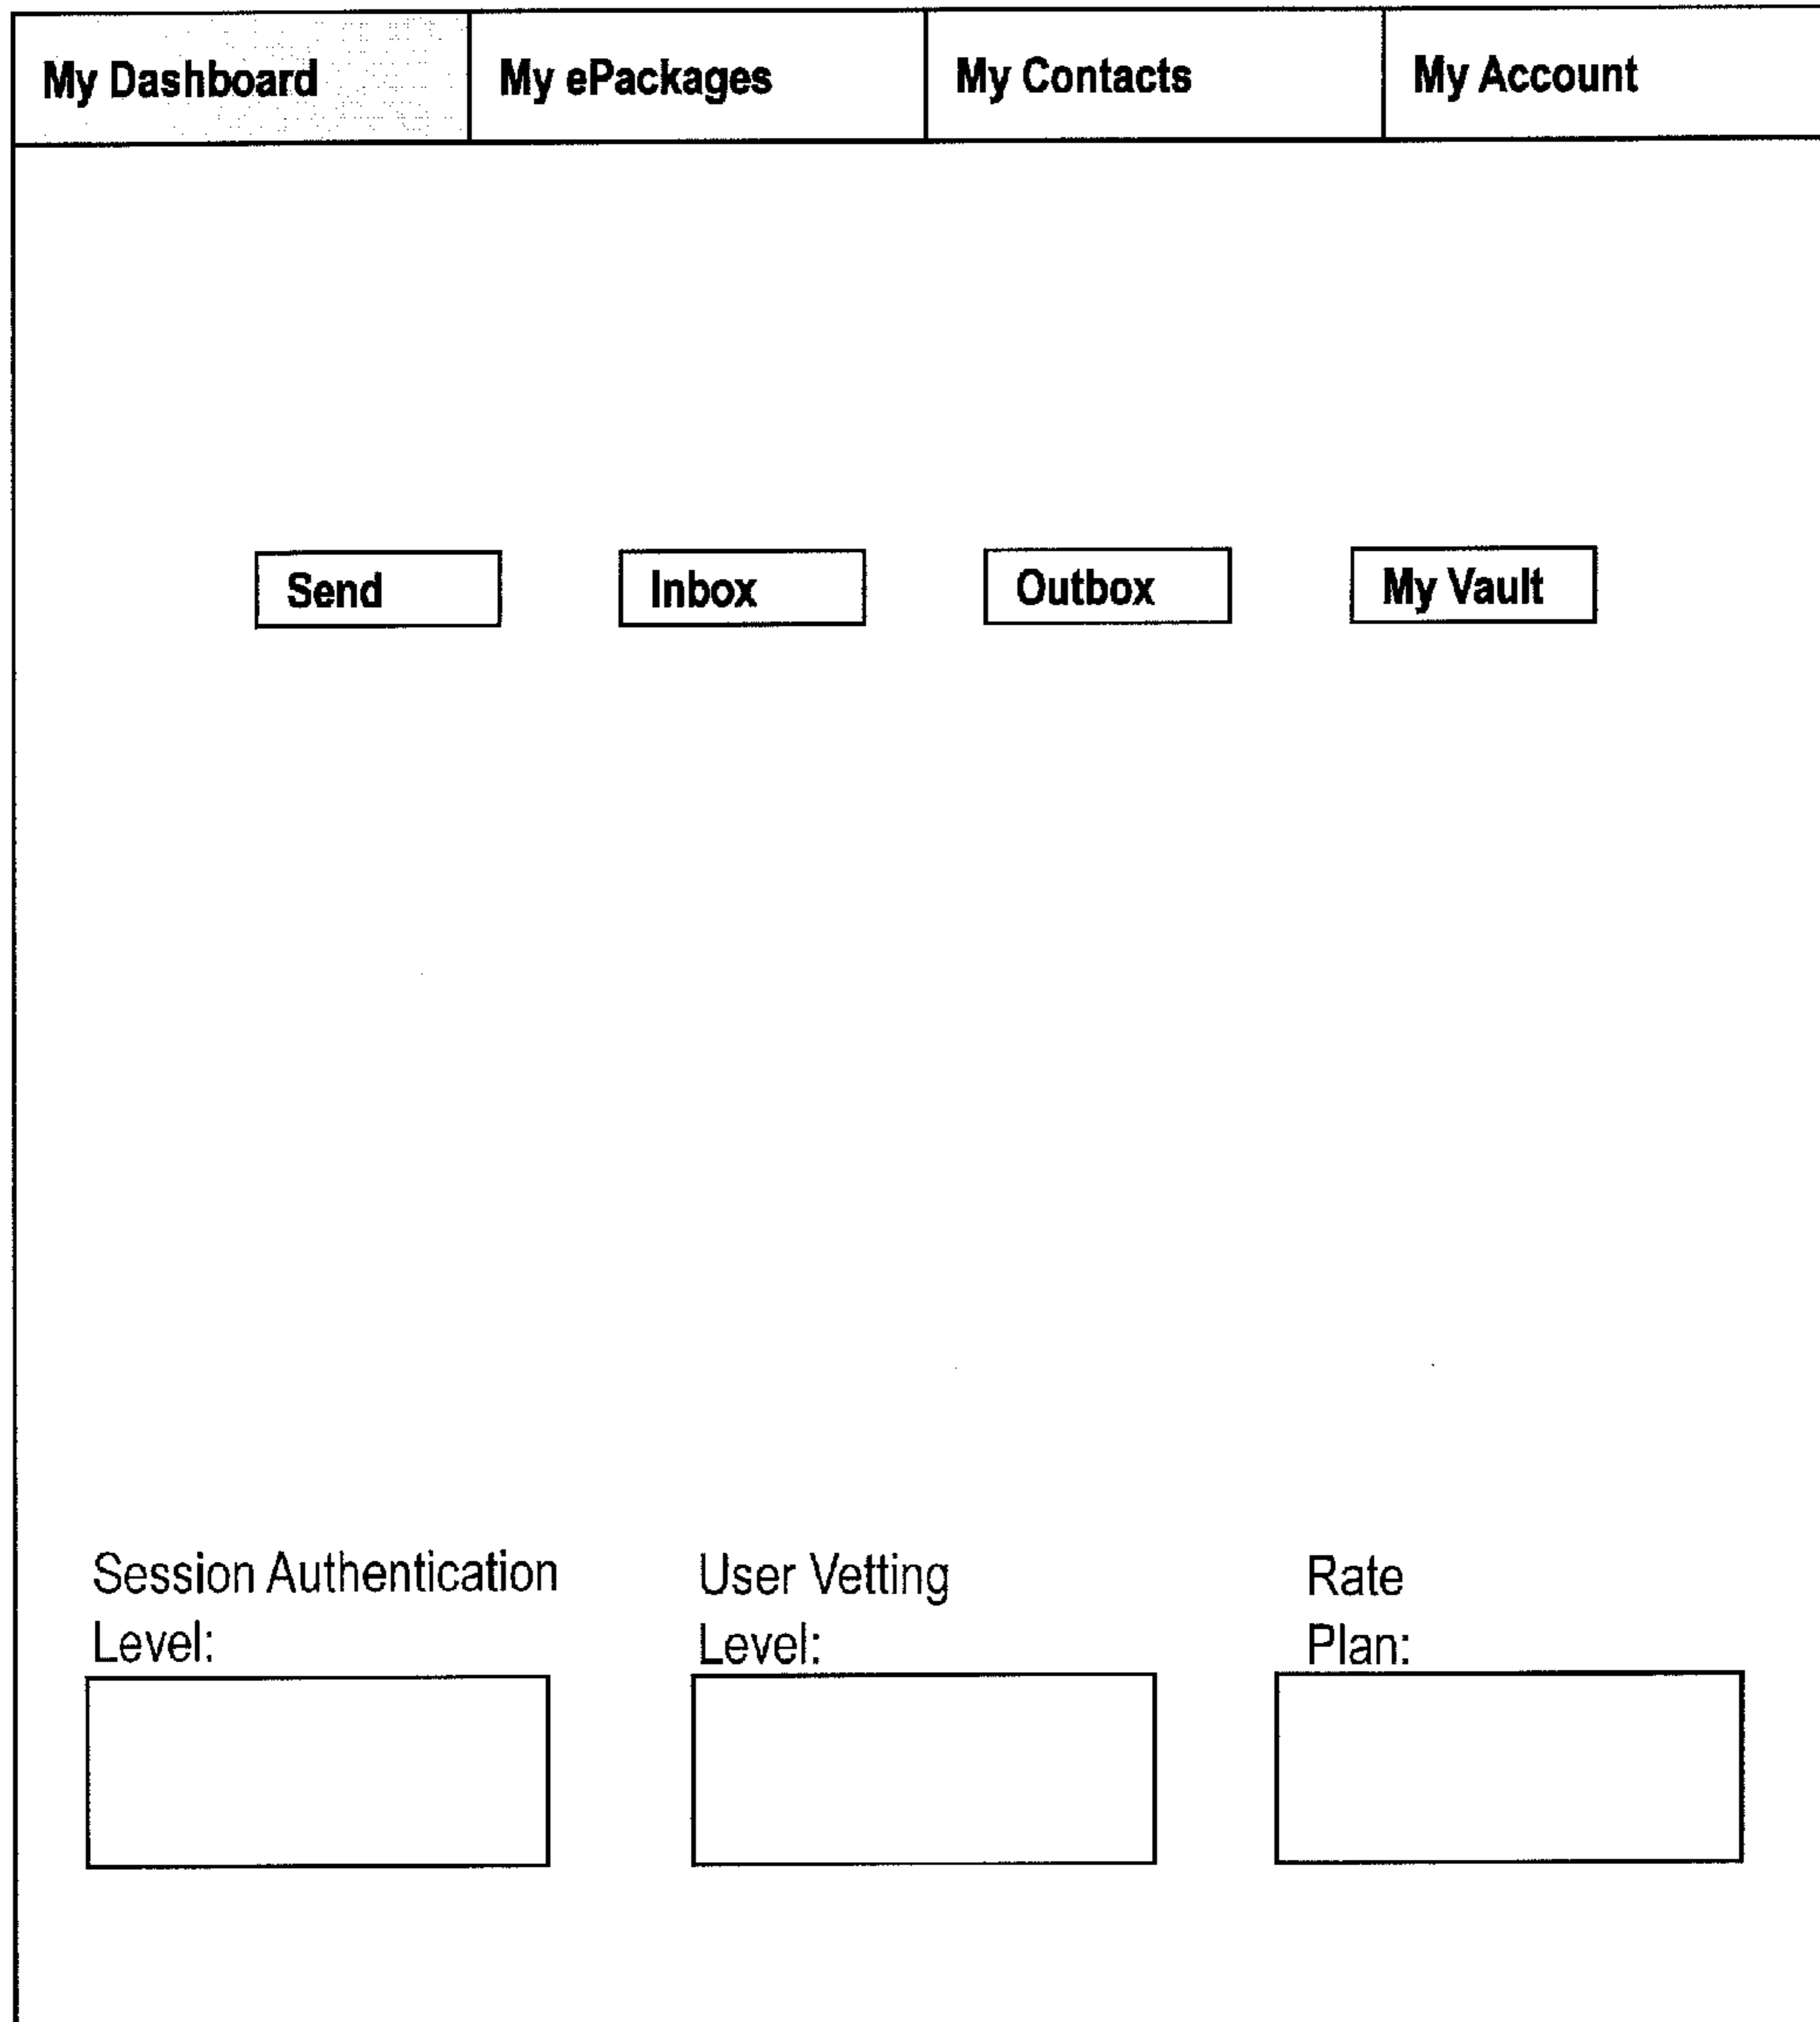 My Dashboard My ePackages My Contacts My Account
Send Inbox Outbox My Vault
Session Authentication User Vetting Rate
Level: Level: Plan: